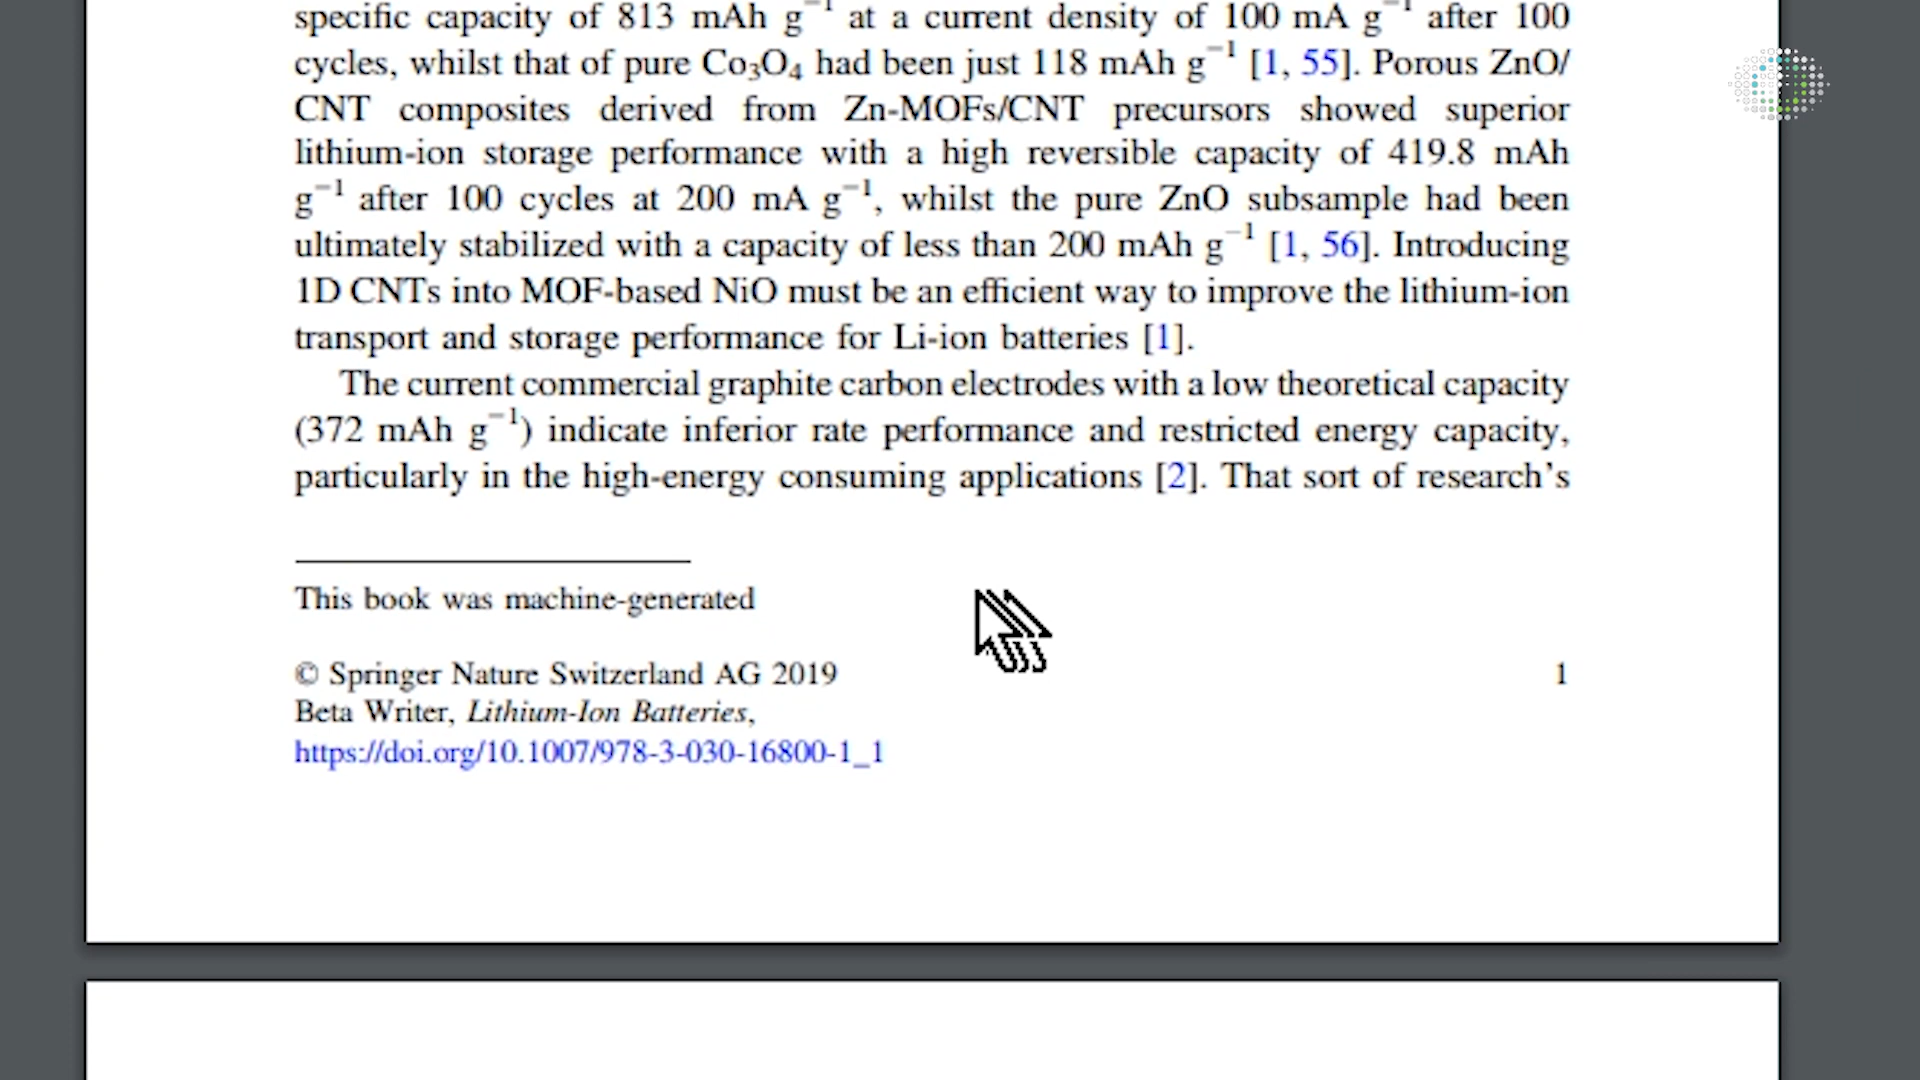 specific capacity of 813 mAh g⁻¹ at a current density of 100 mA g⁻¹ after 100
cycles, whilst that of pure Co₃O₄ had been just 118 mAh g⁻¹ [1, 55]. Porous ZnO/
CNT composites derived from Zn-MOFs/CNT precursors showed superior
lithium-ion storage performance with a high reversible capacity of 419.8 mAh
g⁻¹ after 100 cycles at 200 mA g⁻¹, whilst the pure ZnO subsample had been
ultimately stabilized with a capacity of less than 200 mAh g⁻¹ [1, 56]. Introducing
1D CNTs into MOF-based NiO must be an efficient way to improve the lithium-ion
transport and storage performance for Li-ion batteries [1].
The current commercial graphite carbon electrodes with a low theoretical capacity
(372 mAh g⁻¹) indicate inferior rate performance and restricted energy capacity,
particularly in the high-energy consuming applications [2]. That sort of research’s
This book was machine-generated
© Springer Nature Switzerland AG 2019 1
Beta Writer, Lithium-Ion Batteries,
https://doi.org/10.1007/978-3-030-16800-1_1